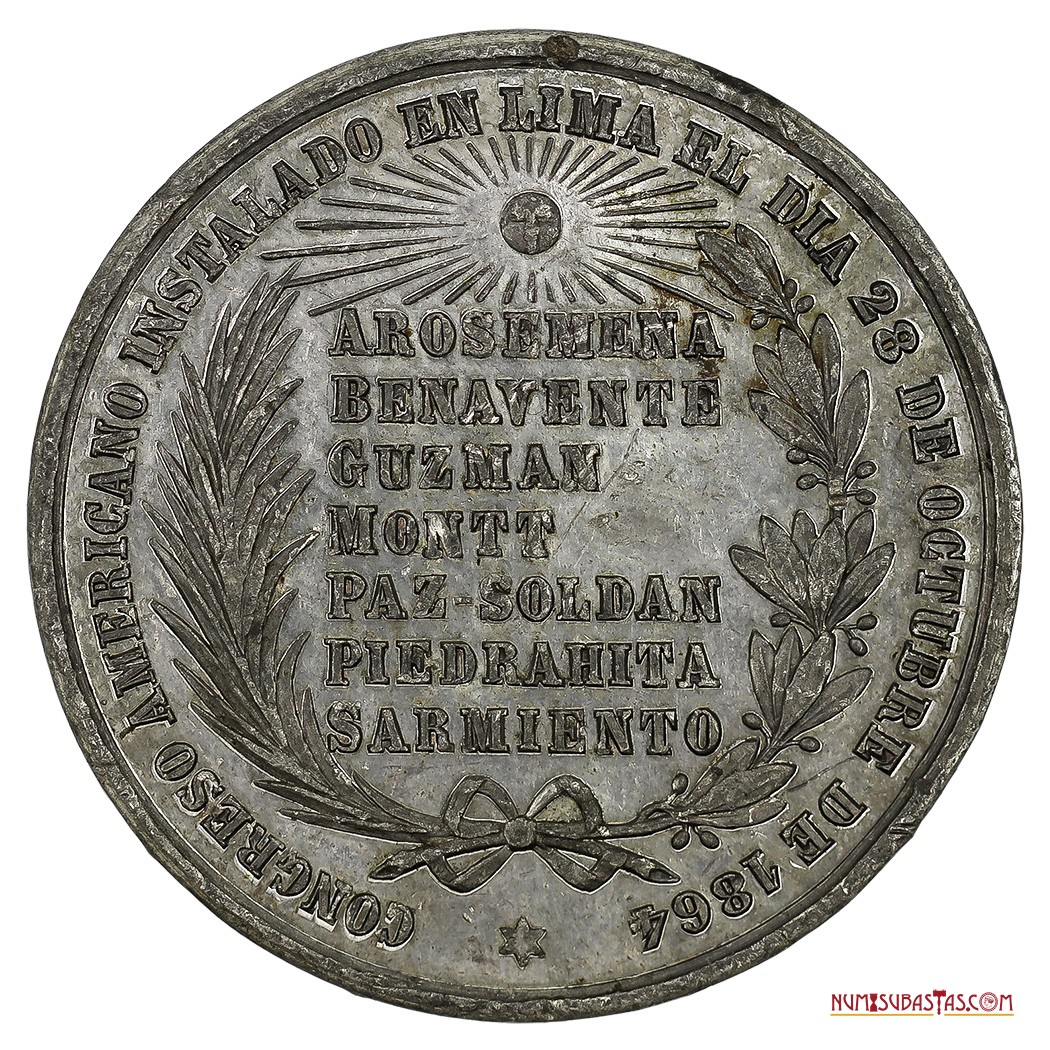 CONGRESO AMERICANO INSTALADO EN LIMA EL DIA 28 DE OCTUBRE DE 1864
AROSEMENA
BENAVENTE
GUZMAN
MONTT
PAZ-SOLDAN
PIEDRAHITA
SARMIENTO
NUMISUBASTAS.COM